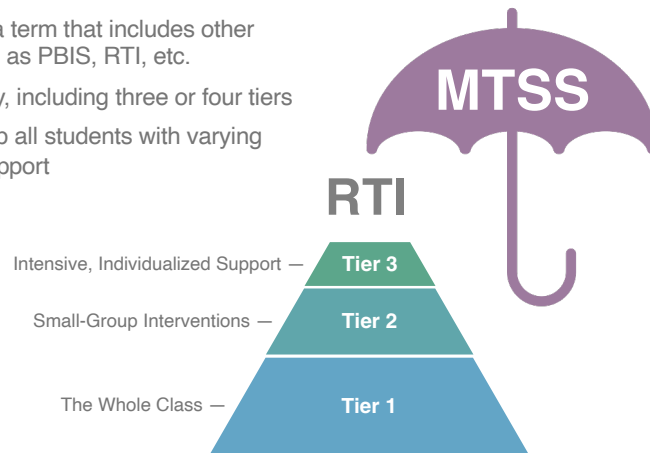 a term that includes other
as PBIS, RTI, etc.
, including three or four tiers
all students with varying
MTSS
RTI
Intensive, Individualized Support — Tier 3
Small-Group Interventions — Tier 2
The Whole Class — Tier 1